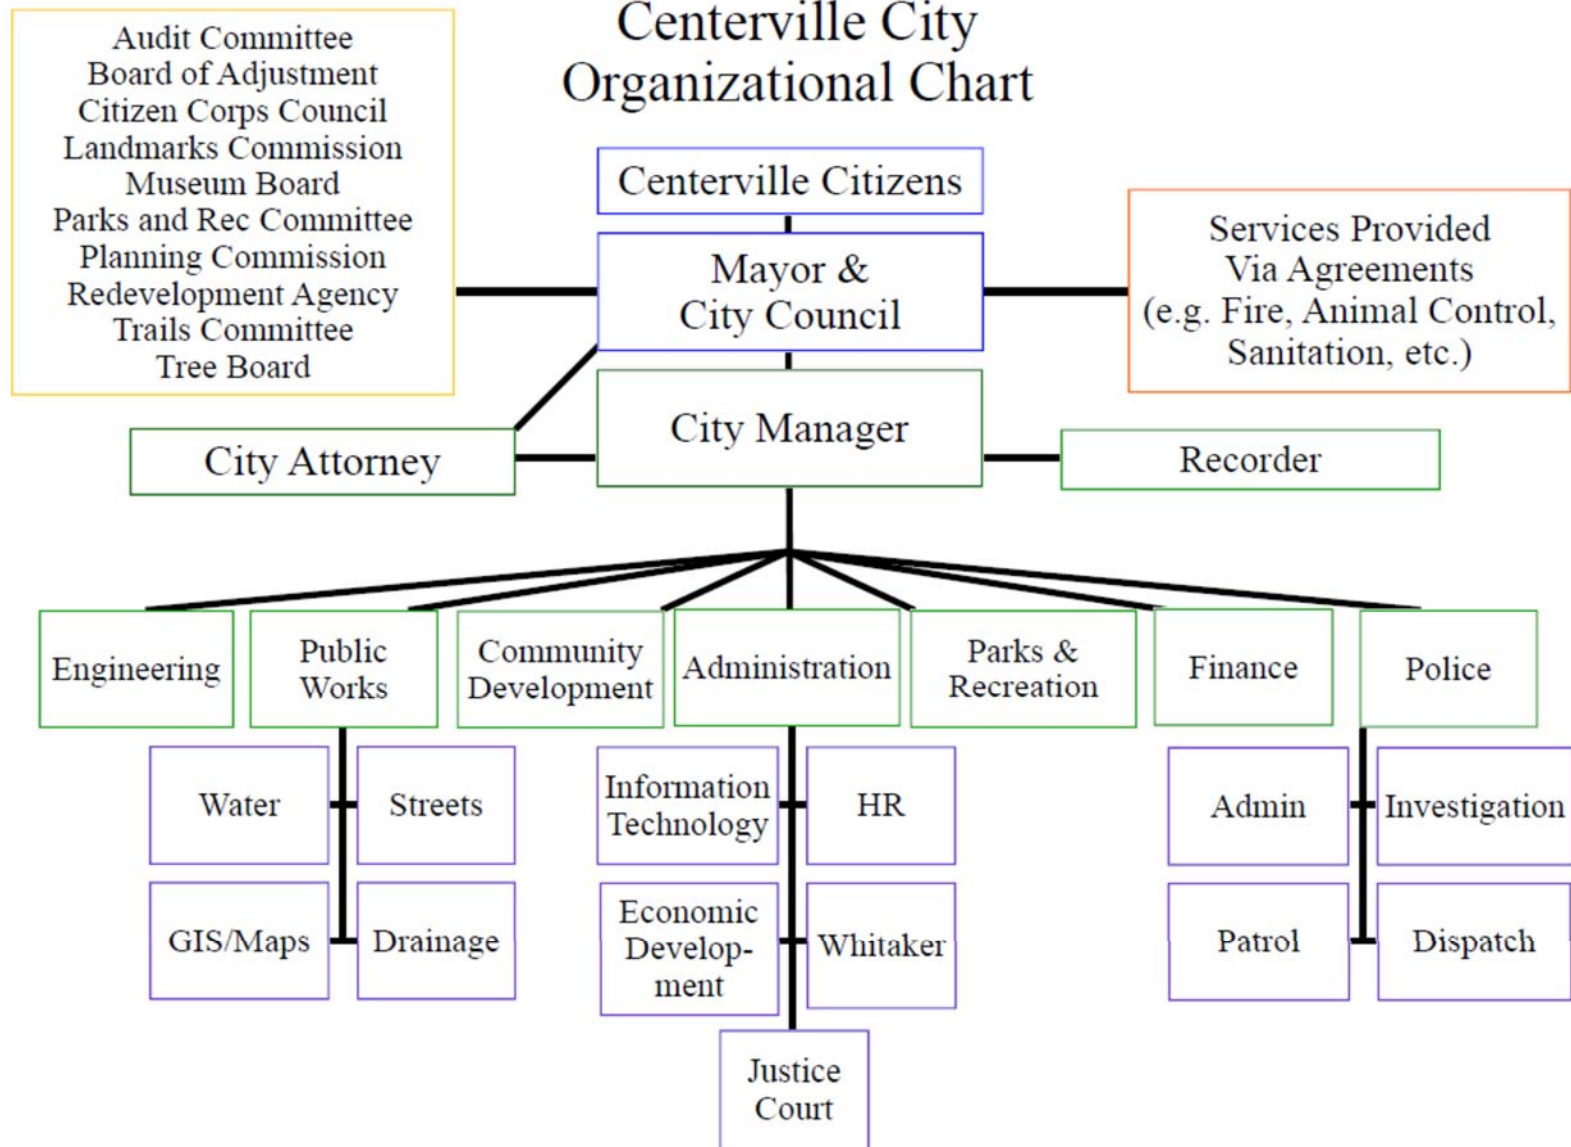 Centerville City
Organizational Chart
Audit Committee
Board of Adjustment
Citizen Corps Council
Landmarks Commission
Museum Board
Parks and Rec Committee
Planning Commission
Redevelopment Agency
Trails Committee
Tree Board
Centerville Citizens
Mayor &
City Council
Services Provided
Via Agreements
(e.g. Fire, Animal Control,
Sanitation, etc.)
City Manager
City Attorney
Recorder
Engineering
Public
Works
Community
Development
Administration
Parks &
Recreation
Finance
Police
Water
Streets
GIS/Maps
Drainage
Information
Technology
HR
Economic
Develop-
ment
Whitaker
Justice
Court
Admin
Investigation
Patrol
Dispatch